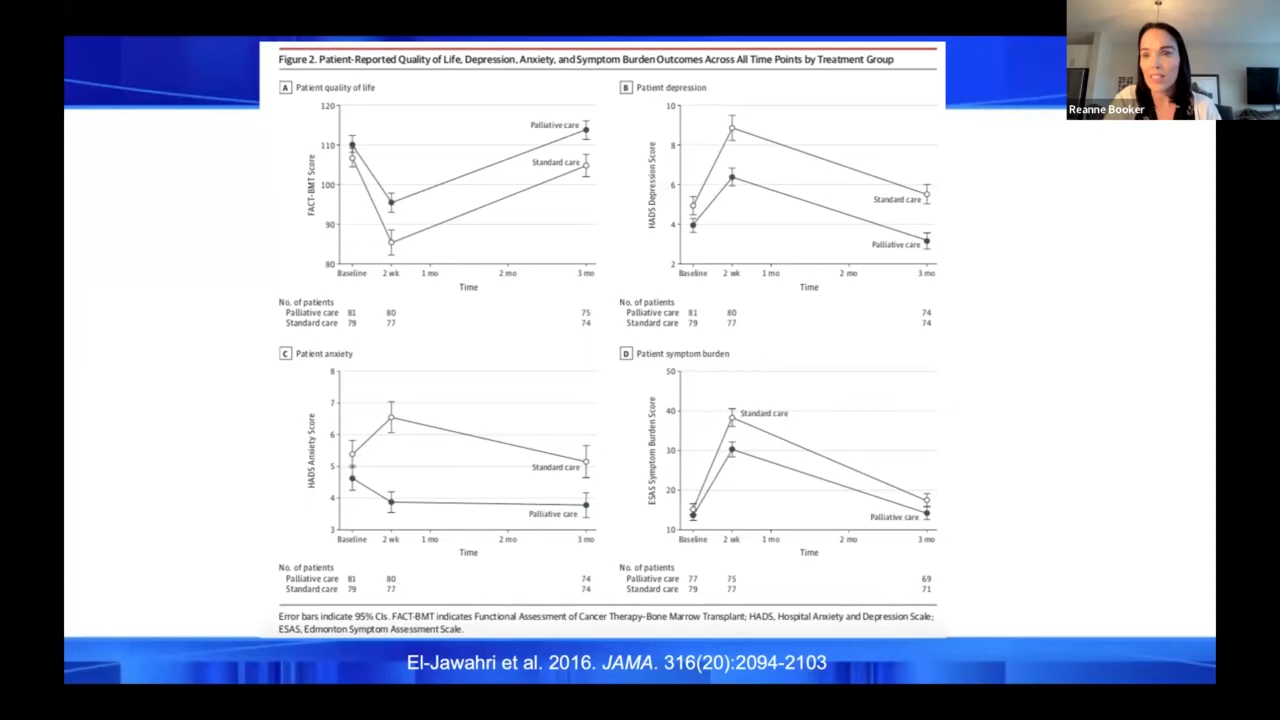 Reanne Booker
Figure 2. Patient-Reported Quality of Life, Depression, Anxiety, and Symptom Burden Outcomes Across All Time Points by Treatment Group
A Patient quality of life
120
110
100
90
80
FACT-BMT Score
Palliative care
Standard care
Baseline 2 wk 1 mo 2 mo 3 mo
Time
No. of patients
Palliative care 81 80 75
Standard care 79 77 74
B Patient depression
10
8
6
4
2
HADS Depression Score
Standard care
Palliative care
Baseline 2 wk 1 mo 2 mo 3 mo
Time
No. of patients
Palliative care 81 80 74
Standard care 79 77 74
C Patient anxiety
8
7
6
5
4
3
HADS Anxiety Score
Standard care
Palliative care
Baseline 2 wk 1 mo 2 mo 3 mo
Time
No. of patients
Palliative care 81 80 74
Standard care 79 77 74
D Patient symptom burden
50
40
30
20
10
ESAS Symptom Burden Score
Standard care
Palliative care
Baseline 2 wk 1 mo 2 mo 3 mo
Time
No. of patients
Palliative care 77 75 69
Standard care 79 77 71
Error bars indicate 95% CIs. FACT-BMT indicates Functional Assessment of Cancer Therapy–Bone Marrow Transplant; HADS, Hospital Anxiety and Depression Scale;
ESAS, Edmonton Symptom Assessment Scale.
El-Jawahri et al. 2016. JAMA. 316(20):2094-2103